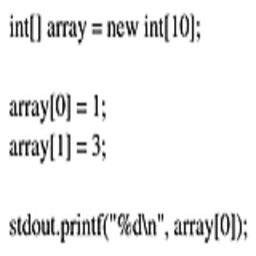 int[] array = new int[10];
array[0] = 1;
array[1] = 3;
stdout.printf("%d\n", array[0]);